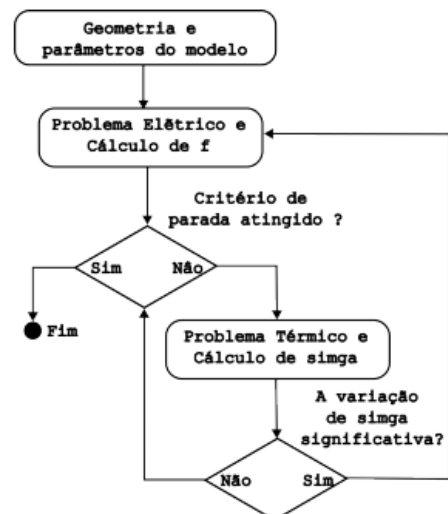 Geometria e
parâmetros do modelo
Problema Elêtrico e
Cálculo de f
Critério de
parada atingido ?
Sim
Não
Fim
Problema Térmico e
Cálculo de simga
A variação
de simga
significativa?
Não
Sim